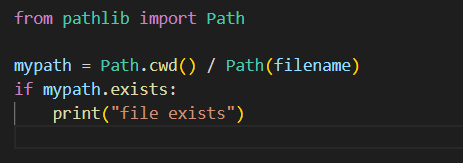 from pathlib import Path

mypath = Path.cwd() / Path(filename)
if mypath.exists:
    print("file exists")